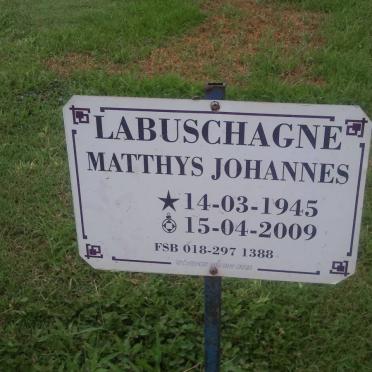 LABUSCHAGNE
MATTHYS JOHANNES
★14-03-1945
15-04-2009
FSB 018-297 1388